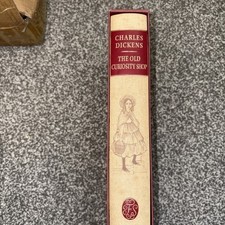 CHARLES
DICKENS
THE OLD
CURIOSITY SHOP